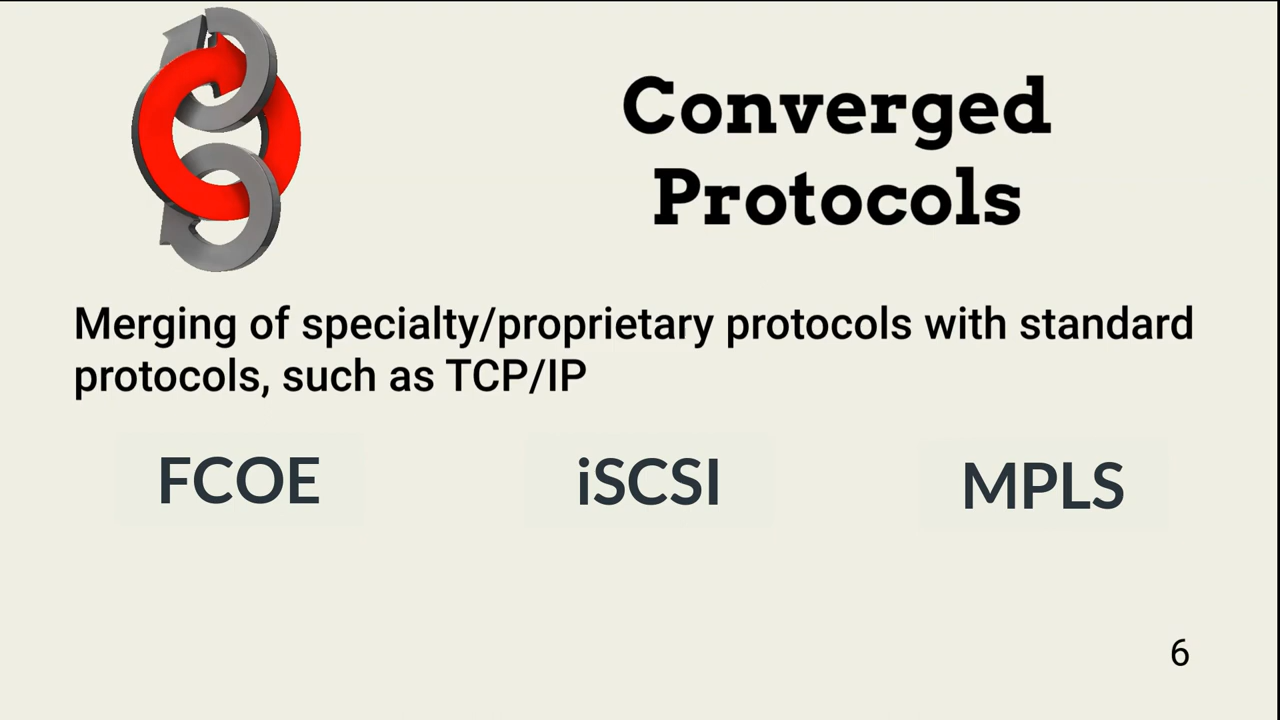 Converged
Protocols
Merging of specialty/proprietary protocols with standard
protocols, such as TCP/IP
FCOE
iSCSI
MPLS
6